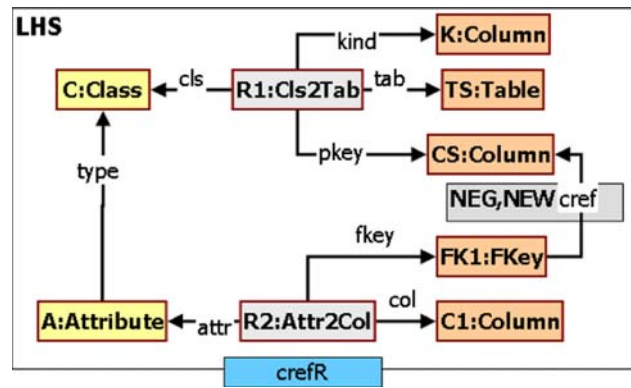 LHS
kind
K:Column
C:Class
cls
R1:Cls2Tab
tab
TS:Table
type
pkey
CS:Column
NEG,NEW cref
fkey
FK1:FKey
A:Attribute
attr
R2:Attr2Col
col
C1:Column
crefR